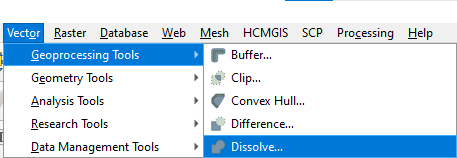 Vector Raster Database Web Mesh HCMGIS SCP Processing Help
Geoprocessing Tools
Geometry Tools
Analysis Tools
Research Tools
Data Management Tools
Buffer...
Clip...
Convex Hull...
Difference...
Dissolve...